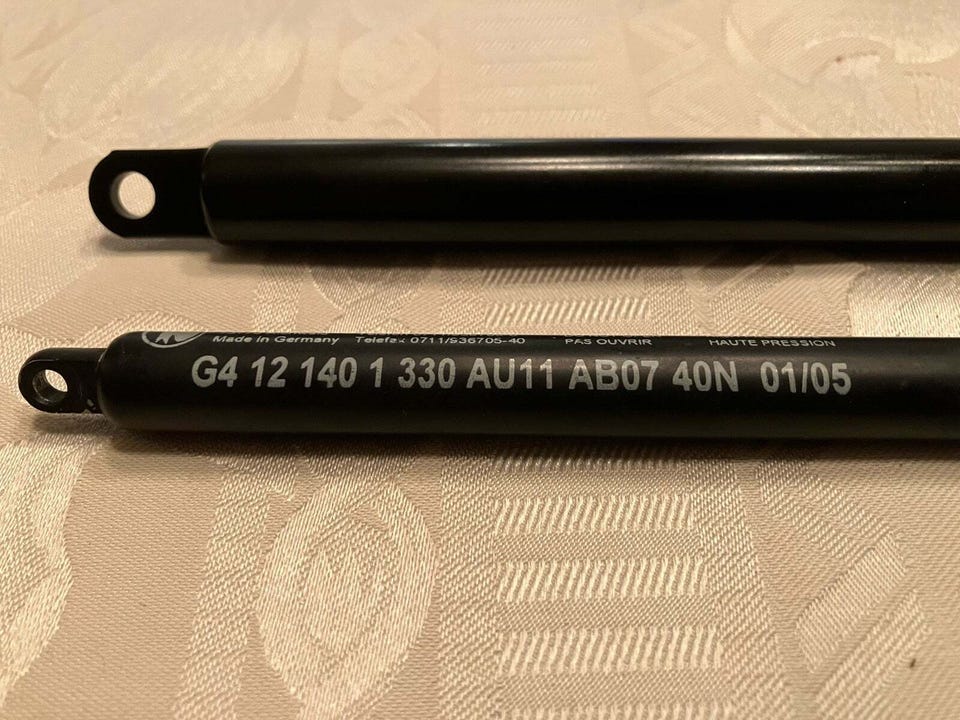 Made in Germany Telefax 0711/936705-40 PAS OUVRIR HAUTE PRESSION
G4 12 140 1 330 AU11 AB07 40N 01/05